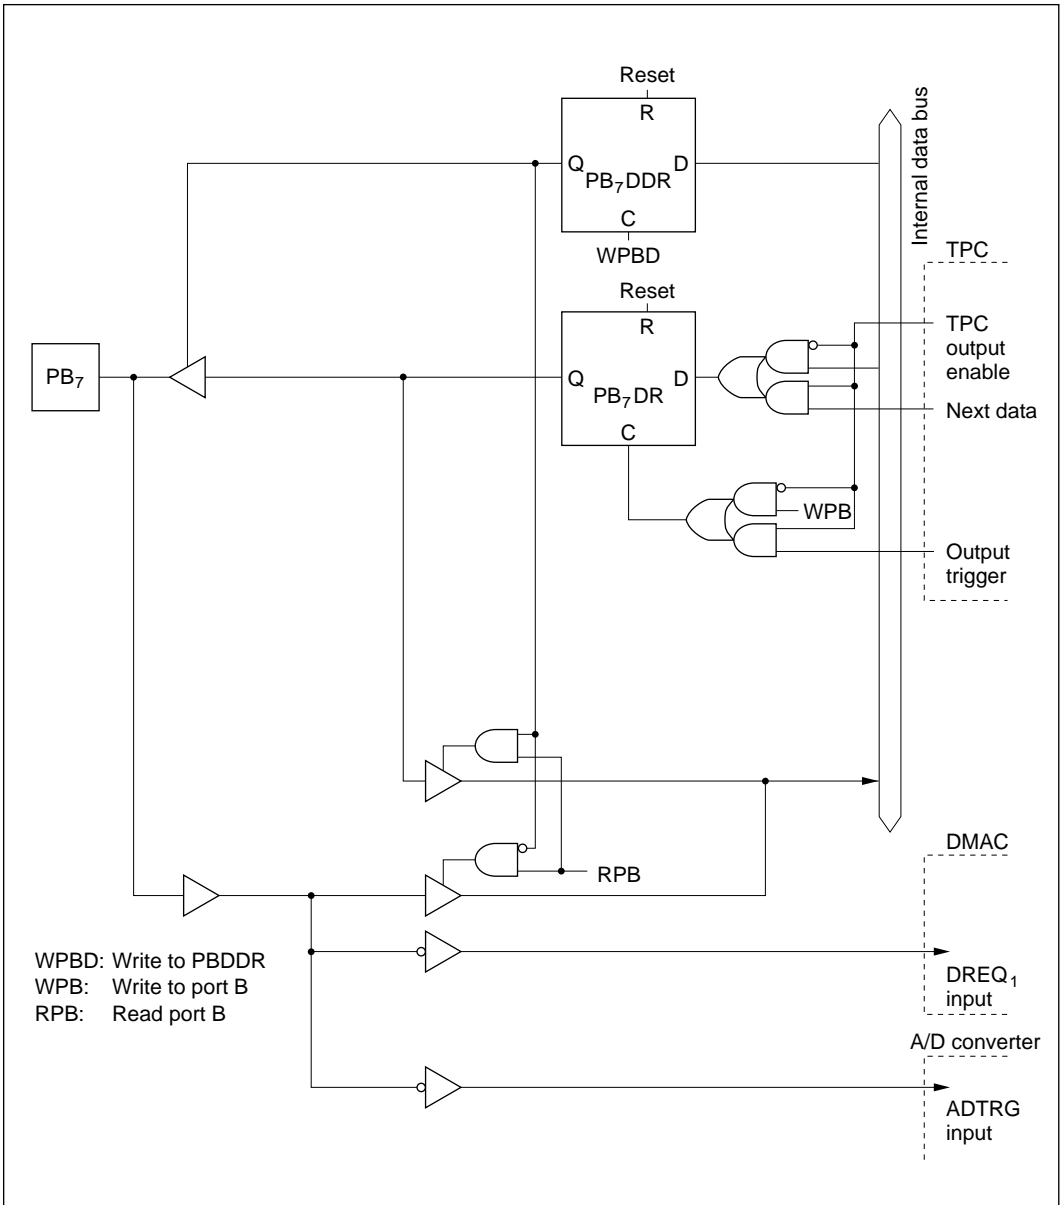 Reset
R
Q
PB7DDR
D
C
WPBD
Internal data bus
TPC
Reset
R
TPC
output
enable
PB7
Q
PB7DR
D
C
Next data
WPB
Output
trigger
DMAC
RPB
WPBD: Write to PBDDR
WPB: Write to port B
RPB: Read port B
DREQ1
input
A/D converter
ADTRG
input